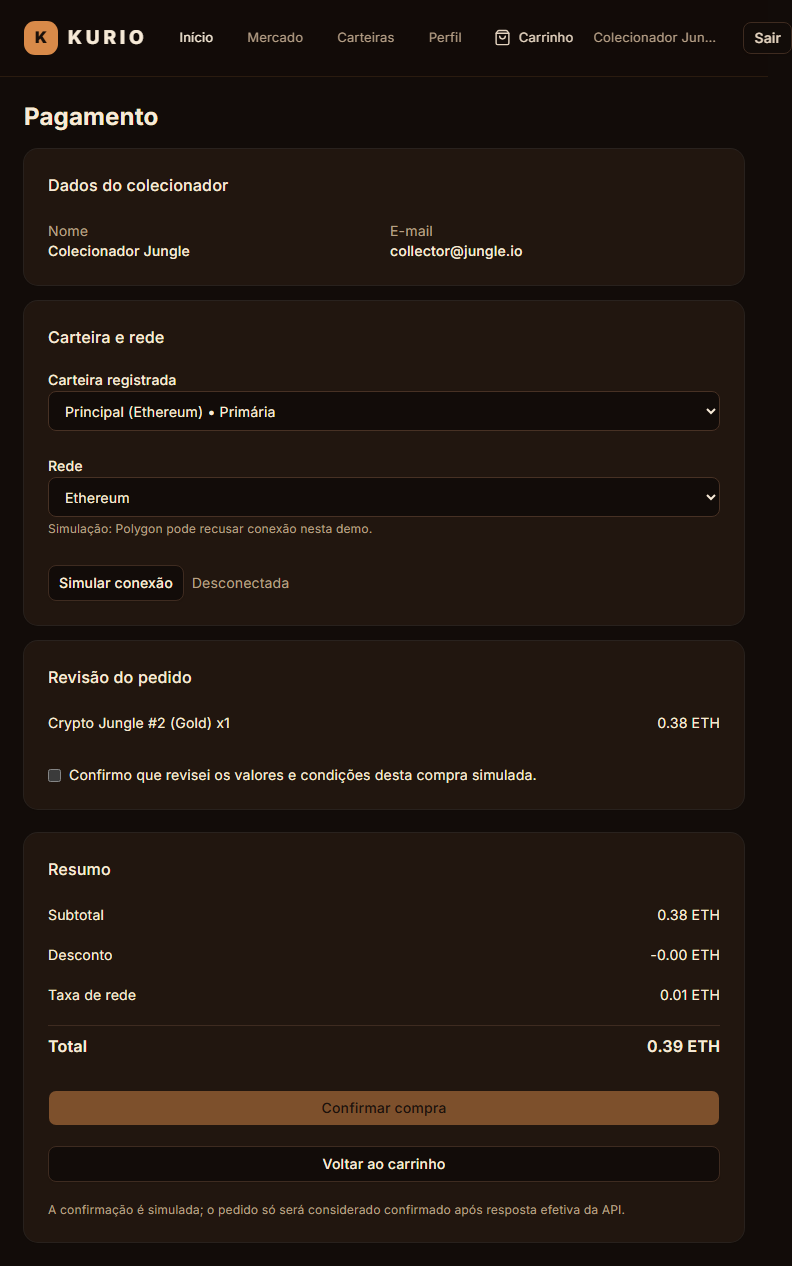 K KURIO Início Mercado Carteiras Perfil Carrinho Colecionador Jun... Sair
Pagamento
Dados do colecionador
Nome E-mail
Colecionador Jungle collector@jungle.io
Carteira e rede
Carteira registrada
Principal (Ethereum) • Primária
Rede
Ethereum
Simulação: Polygon pode recusar conexão nesta demo.
Simular conexão Desconectada
Revisão do pedido
Crypto Jungle #2 (Gold) x1 0.38 ETH
Confirmo que revisei os valores e condições desta compra simulada.
Resumo
Subtotal 0.38 ETH
Desconto -0.00 ETH
Taxa de rede 0.01 ETH
Total 0.39 ETH
Confirmar compra
Voltar ao carrinho
A confirmação é simulada; o pedido só será considerado confirmado após resposta efetiva da API.